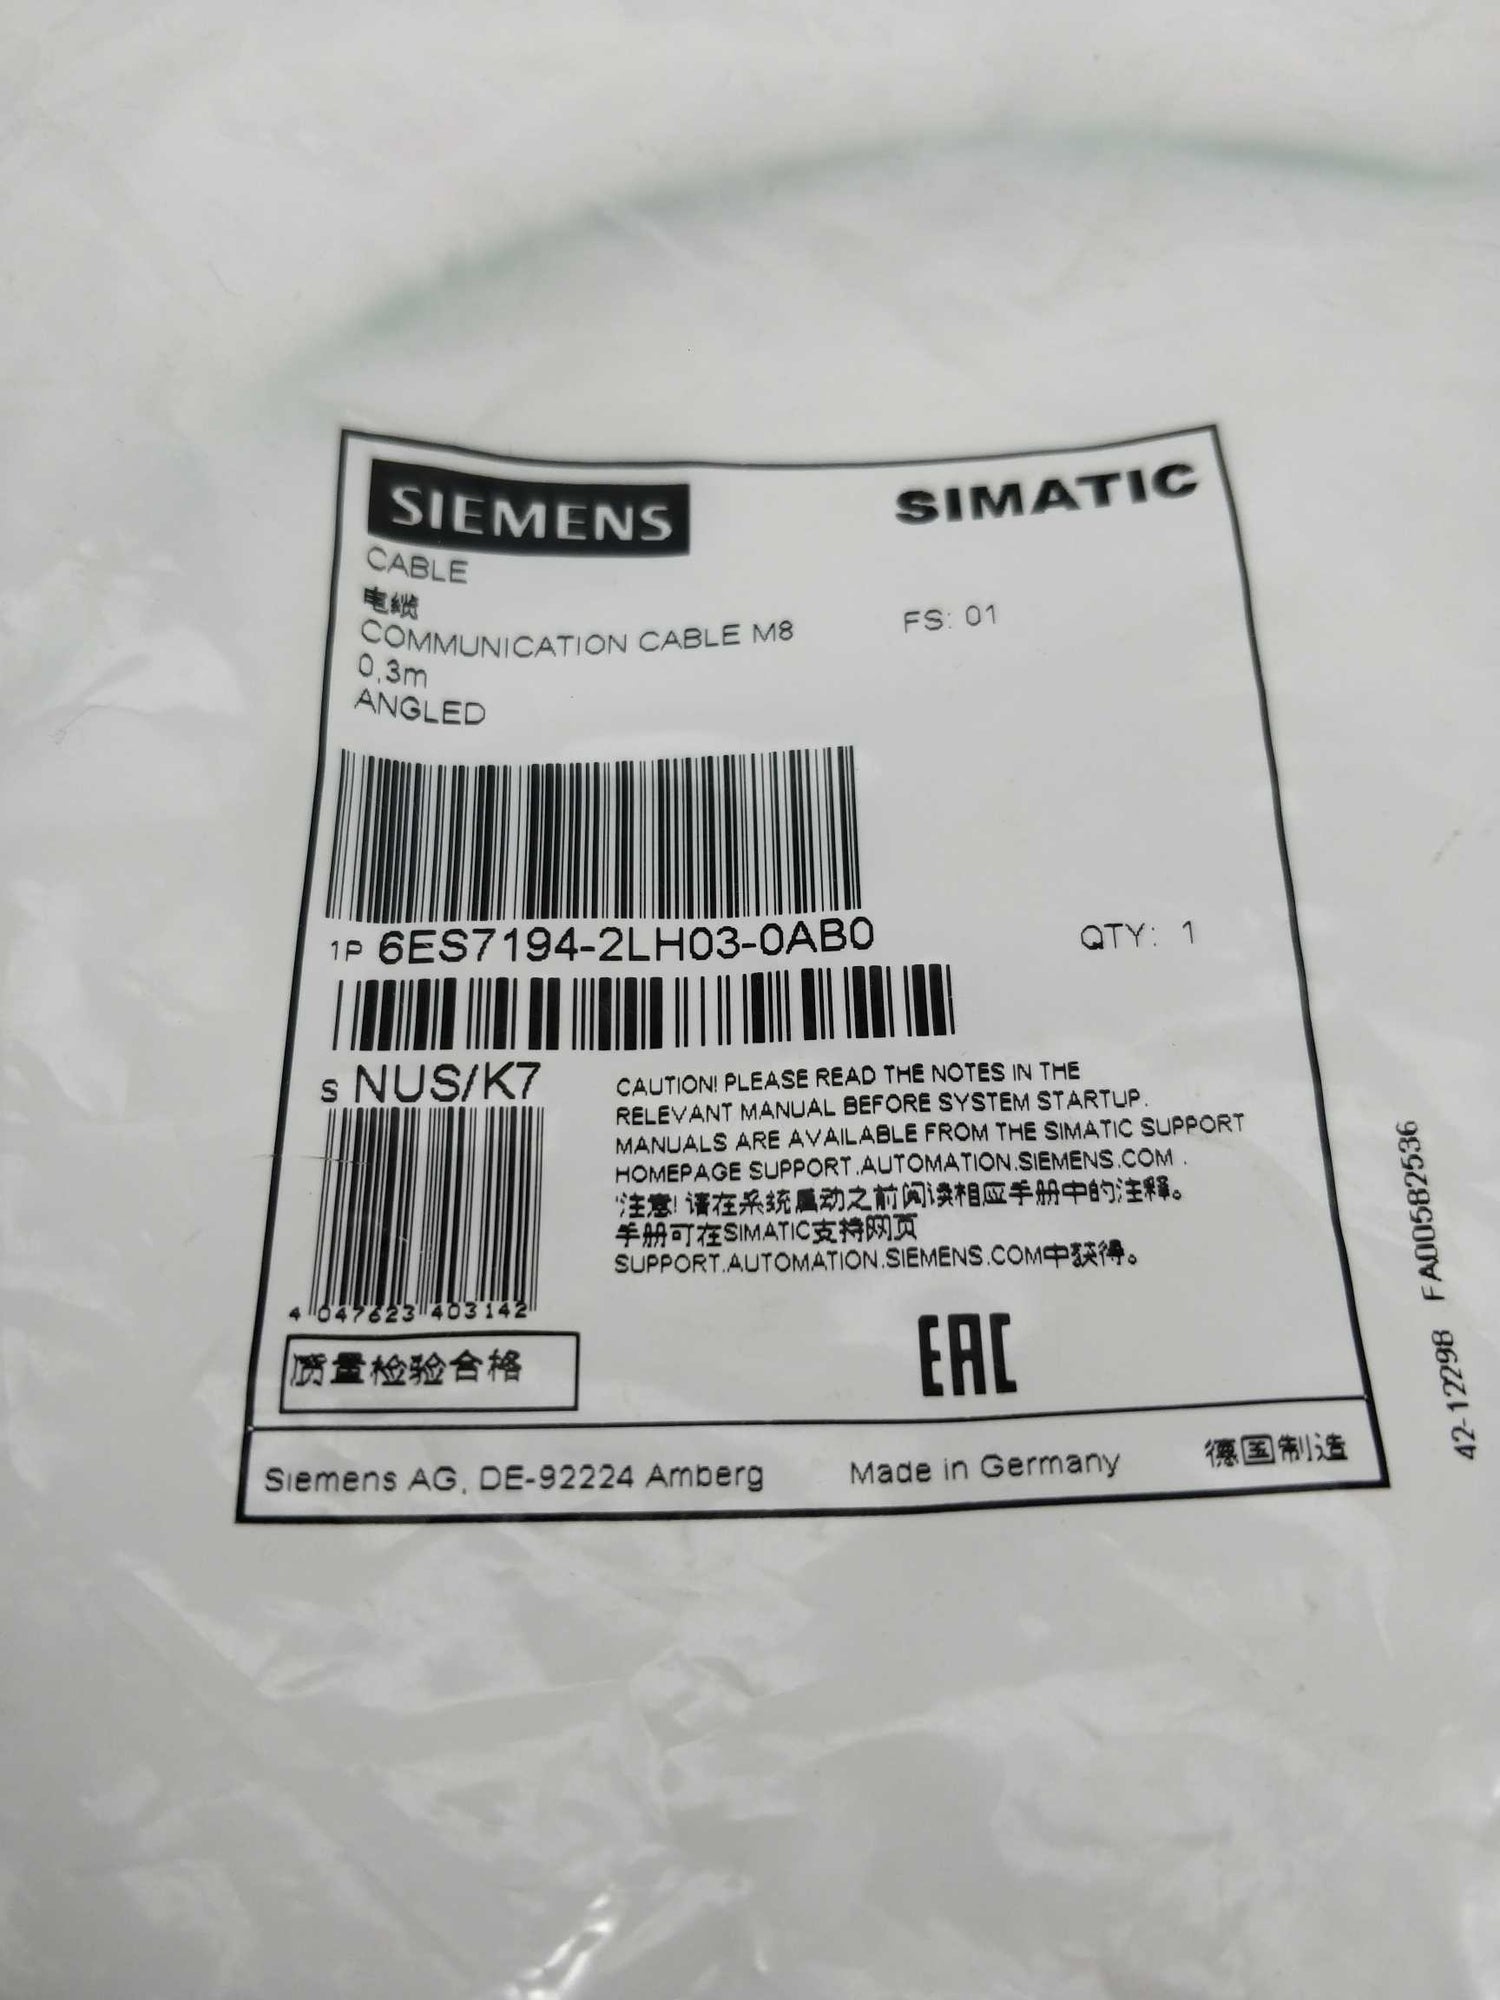 SIEMENS
SIMATIC
CABLE
电缆
COMMUNICATION CABLE M8
FS: 01
0,3m
ANGLED
1P 6ES7194-2LH03-0AB0
QTY: 1
S NUS/K7
CAUTION! PLEASE READ THE NOTES IN THE
RELEVANT MANUAL BEFORE SYSTEM STARTUP.
MANUALS ARE AVAILABLE FROM THE SIMATIC SUPPORT
HOMEPAGE SUPPORT.AUTOMATION.SIEMENS.COM .
注意! 请在系统启动之前阅读相应手册中的注释。
手册可在SIMATIC支持网页
SUPPORT.AUTOMATION.SIEMENS.COM中获得。
4 047623 403142
质量检验合格
EAC
Siemens AG, DE-92224 Amberg
Made in Germany
德国制造
42-12298 FA00582536